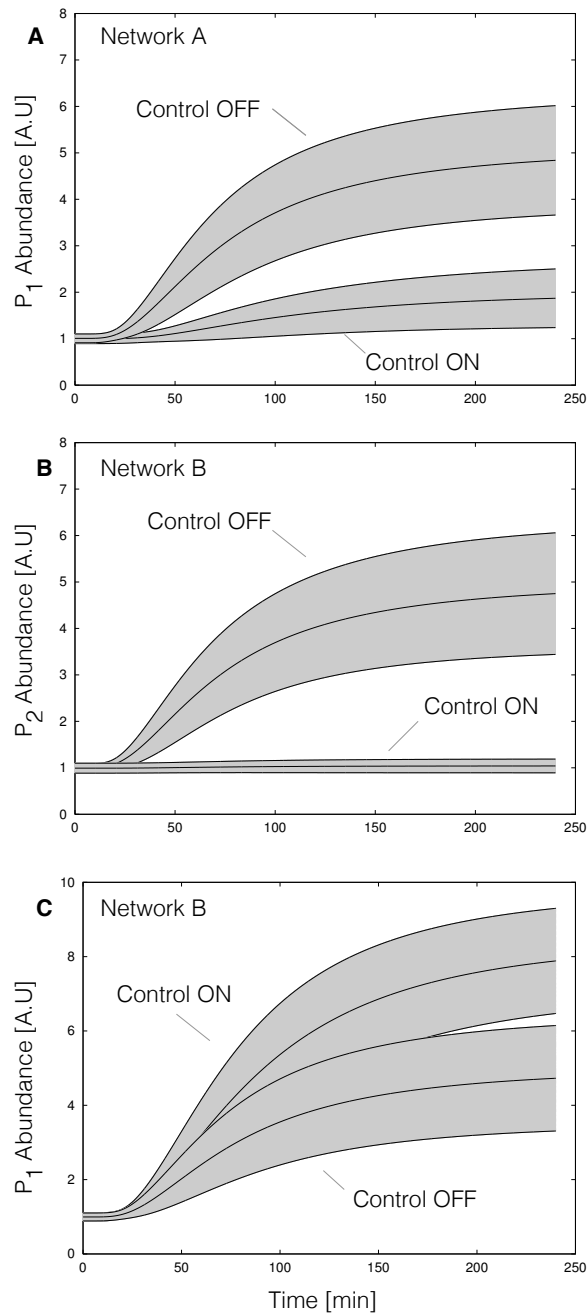 A
Network A
8
7
6
5
4
3
2
1
0
P1 Abundance [A.U]
Control OFF
Control ON
0 50 100 150 200 250
B
Network B
8
7
6
5
4
3
2
1
0
P2 Abundance [A.U]
Control OFF
Control ON
0 50 100 150 200 250
C
Network B
10
8
6
4
2
0
P1 Abundance [A.U]
Control ON
Control OFF
0 50 100 150 200 250
Time [min]